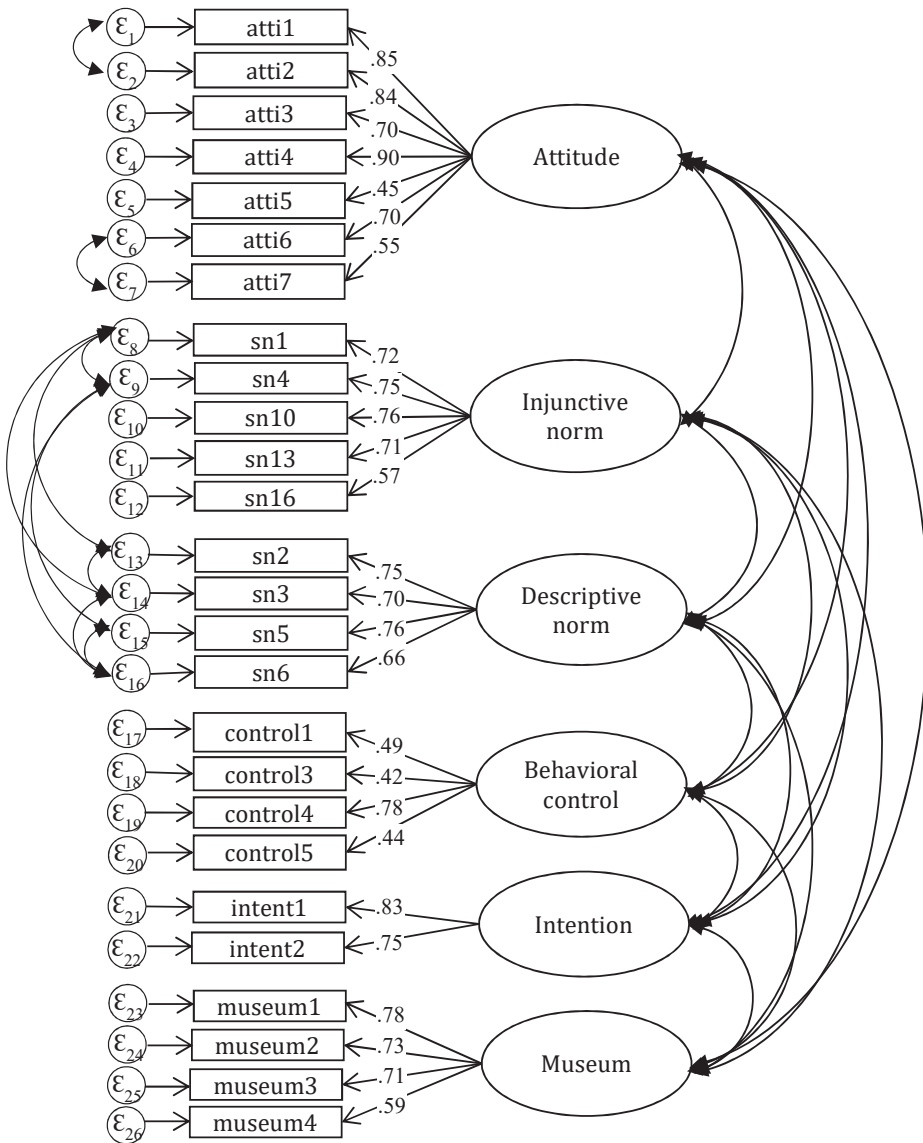 ε1 atti1
.85
ε2 atti2
.84
ε3 atti3
.70
Attitude
ε4 atti4
.90
ε5 atti5
.45
ε6 atti6
.70
ε7 atti7
.55
ε8 sn1
.72
ε9 sn4
.75
Injunctive
norm
ε10 sn10
.76
ε11 sn13
.71
ε12 sn16
.57
ε13 sn2
.75
ε14 sn3
.70
Descriptive
norm
ε15 sn5
.76
ε16 sn6
.66
ε17 control1
.49
ε18 control3
.42
Behavioral
control
ε19 control4
.78
ε20 control5
.44
ε21 intent1
.83
Intention
ε22 intent2
.75
ε23 museum1
.78
ε24 museum2
.73
Museum
ε25 museum3
.71
ε26 museum4
.59